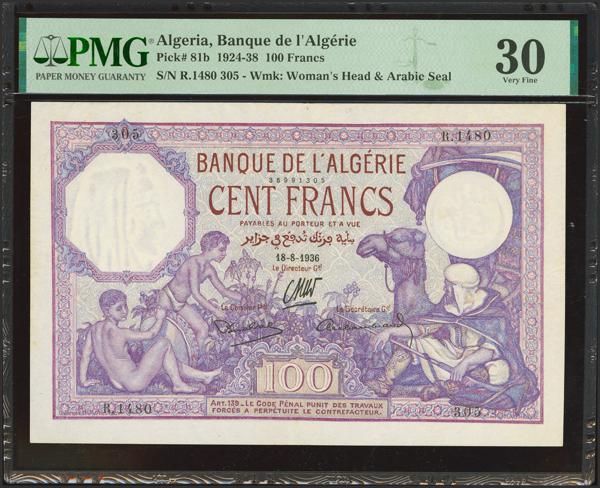 PMG
PAPER MONEY GUARANTY
Algeria, Banque de l'Algérie
Pick# 81b 1924-38 100 Francs
S/N R.1480 305 - Wmk: Woman's Head & Arabic Seal
30
Very Fine
305
R.1480
BANQUE DE L'ALGÉRIE
36991305
CENT FRANCS
PAYABLES AU PORTEUR ET A VUE
18-8-1936
Le Directeur Gal
Le Caissier Pal
Le Secrétaire Gal
100
R.1480
ART. 139._ LE CODE PÉNAL PUNIT DES TRAVAUX
FORCÉS A PERPÉTUITÉ LE CONTREFACTEUR.
305